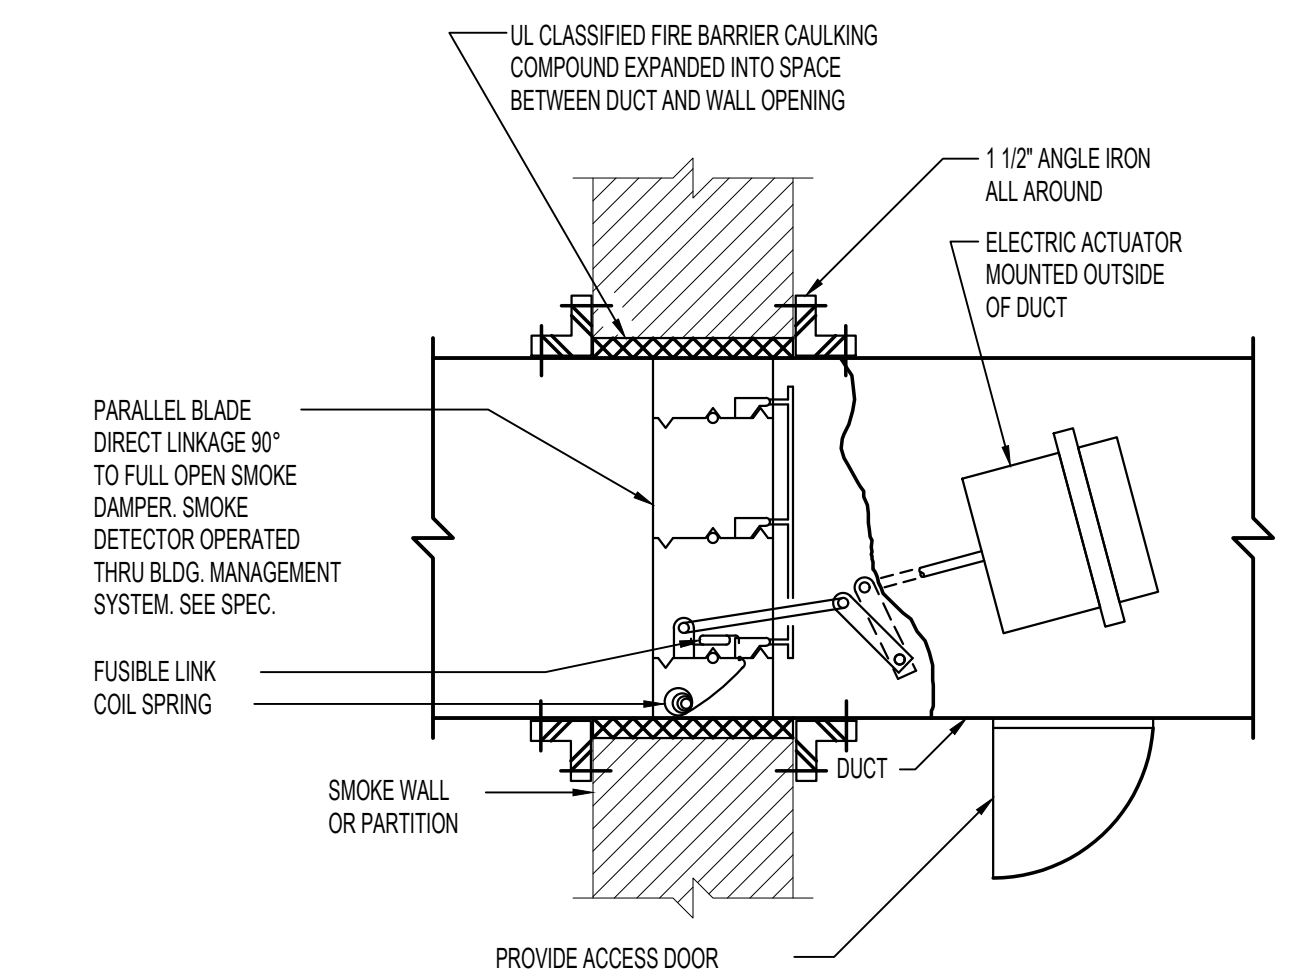 UL CLASSIFIED FIRE BARRIER CAULKING
COMPOUND EXPANDED INTO SPACE
BETWEEN DUCT AND WALL OPENING
1 1/2" ANGLE IRON
ALL AROUND
ELECTRIC ACTUATOR
MOUNTED OUTSIDE
OF DUCT
PARALLEL BLADE
DIRECT LINKAGE 90°
TO FULL OPEN SMOKE
DAMPER. SMOKE
DETECTOR OPERATED
THRU BLDG. MANAGEMENT
SYSTEM. SEE SPEC.
FUSIBLE LINK
COIL SPRING
DUCT
SMOKE WALL
OR PARTITION
PROVIDE ACCESS DOOR